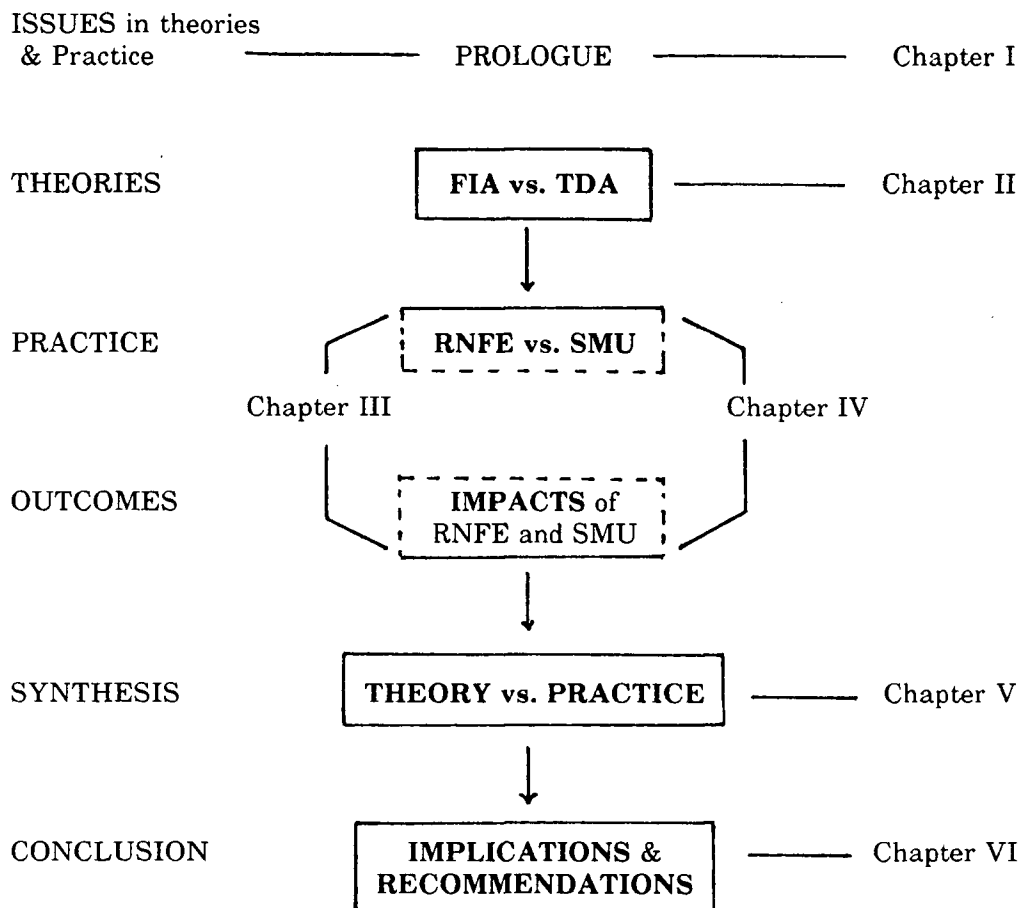 ISSUES in theories
& Practice
PROLOGUE
Chapter I
THEORIES
FIA vs. TDA
Chapter II
PRACTICE
RNFE vs. SMU
Chapter III
Chapter IV
OUTCOMES
IMPACTS of
RNFE and SMU
SYNTHESIS
THEORY vs. PRACTICE
Chapter V
CONCLUSION
IMPLICATIONS &
RECOMMENDATIONS
Chapter VI